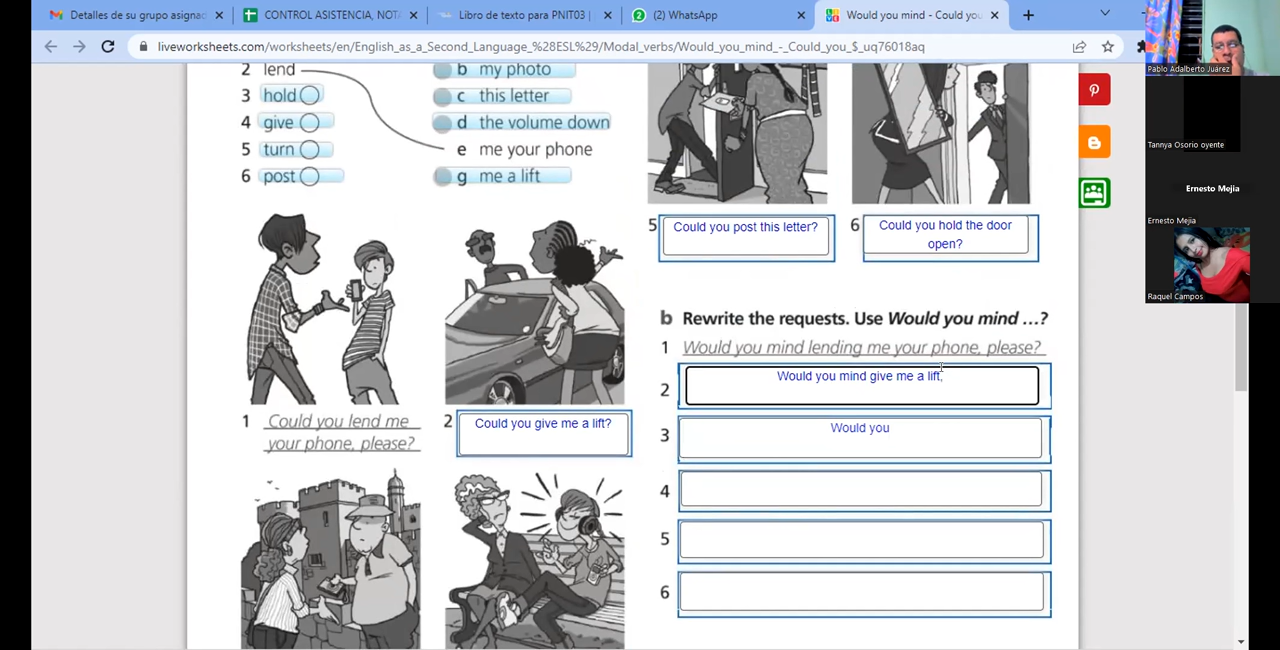 Detalles de su grupo asignad
CONTROL ASISTENCIA, NOTA
Libro de texto para PNIT03 |
(2) WhatsApp
Would you mind - Could you
liveworksheets.com/worksheets/en/English_as_a_Second_Language_%28ESL%29/Modal_verbs/Would_you_mind_-_Could_you_$_uq76018aq
2 lend
3 hold
4 give
5 turn
6 post
b my photo
c this letter
d the volume down
e me your phone
g me a lift
5 Could you post this letter?
6 Could you hold the door
open?
1 Could you lend me
your phone, please?
2 Could you give me a lift?
b Rewrite the requests. Use Would you mind ...?
1 Would you mind lending me your phone, please?
2 Would you mind give me a lift,
3 Would you
4
5
6
Pablo Adalberto Juárez
Tannya Osorio oyente
Ernesto Mejia
Ernesto Mejia
Raquel Campos